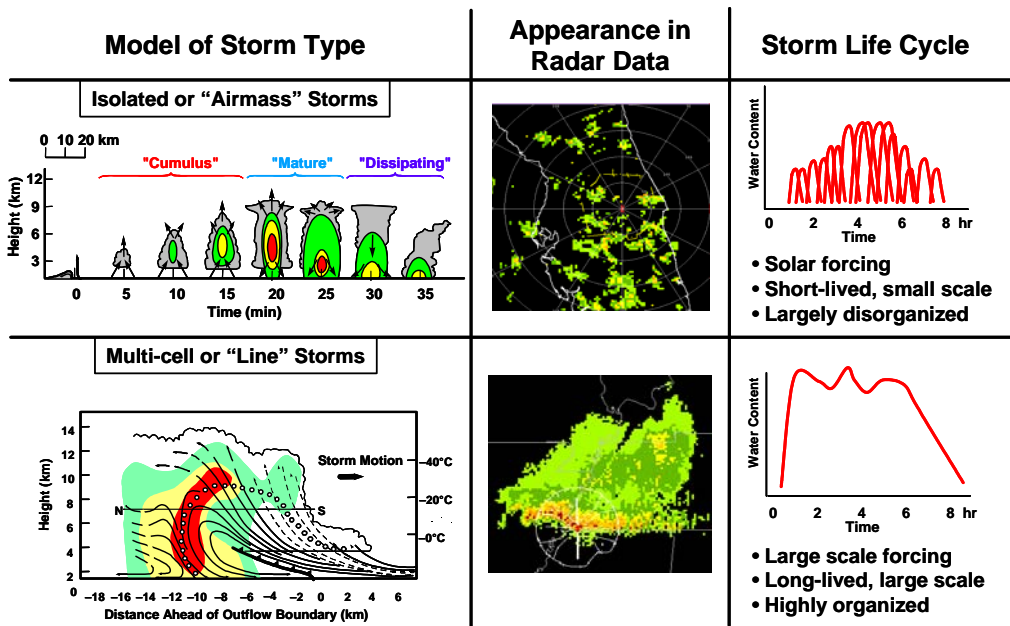 Model of Storm Type
Appearance in
Radar Data
Storm Life Cycle
Isolated or “Airmass” Storms
0 10 20 km
"Cumulus"
"Mature"
"Dissipating"
Height (km)
12
9
6
3
0 5 10 15 20 25 30 35
Time (min)
Water Content
0 2 4 6 8 hr
Time
• Solar forcing
• Short-lived, small scale
• Largely disorganized
Multi-cell or “Line” Storms
Height (km)
14
12
10
8
6
4
2
Storm Motion
–40°C
–20°C
–0°C
N
S
0 –18 –16 –14 –12 –10 –8 –6 –4 –2 0 2 4 6
Distance Ahead of Outflow Boundary (km)
Water Content
0 2 4 6 8 hr
Time
• Large scale forcing
• Long-lived, large scale
• Highly organized